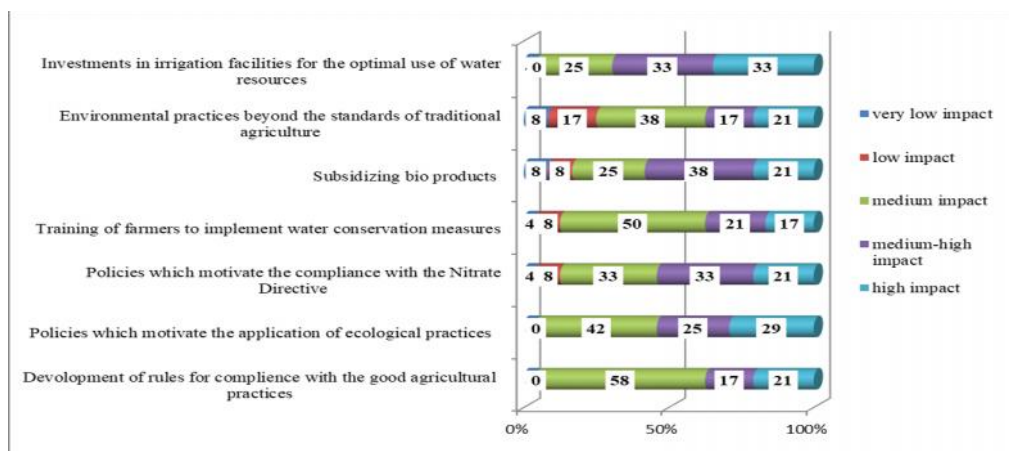 Investments in irrigation facilities for the optimal use of water
resources
0 25 33 33
Environmental practices beyond the standards of traditional
agriculture
8 17 38 17 21
Subsidizing bio products
8 8 25 38 21
Training of farmers to implement water conservation measures
4 8 50 21 17
Policies which motivate the compliance with the Nitrate
Directive
4 8 33 33 21
Policies which motivate the application of ecological practices
0 42 25 29
Devolopment of rules for complience with the good agricultural
practices
0 58 17 21
0% 50% 100%
very low impact
low impact
medium impact
medium-high
impact
high impact